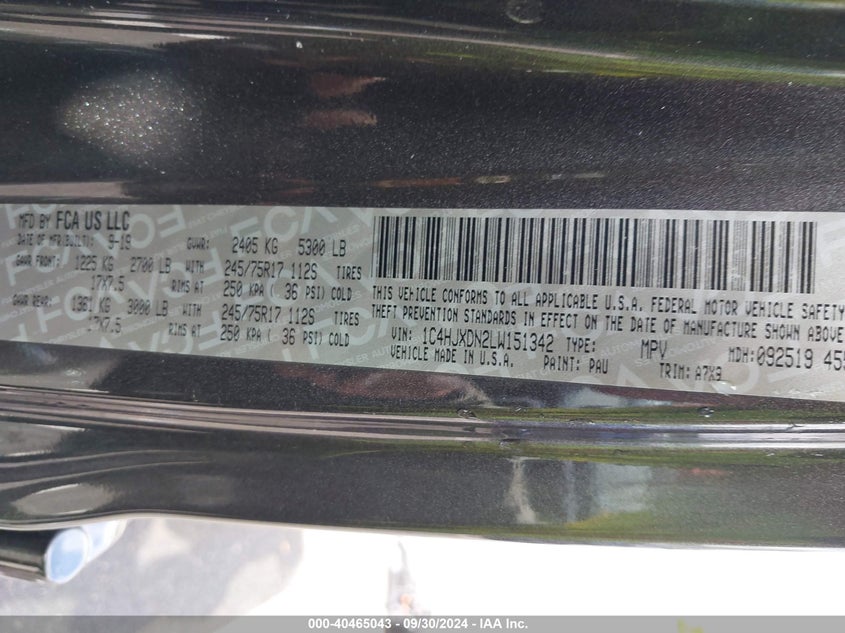 MFD BY FCA US LLC
DATE OF MFR(BUILT): 9-19 GVWR: 2405 KG 5300 LB
GAWR FRONT: 1225 KG 2700 LB WITH 245/75R17 112S TIRES
17X7.5 RIMS AT 250 KPA ( 36 PSI) COLD
GAWR REAR: 1361 KG 3000 LB WITH 245/75R17 112S TIRES
17X7.5 RIMS AT 250 KPA ( 36 PSI) COLD
THIS VEHICLE CONFORMS TO ALL APPLICABLE U.S.A. FEDERAL MOTOR VEHICLE SAFETY
THEFT PREVENTION STANDARDS IN EFFECT ON THE DATE OF MANUFACTURE SHOWN ABOVE
VIN: 1C4HJXDN2LW151342 TYPE: MPV MDH:092519 455
VEHICLE MADE IN U.S.A. PAINT: PAU TRIM: A7X9
000-40465043 - 09/30/2024 - IAA Inc.